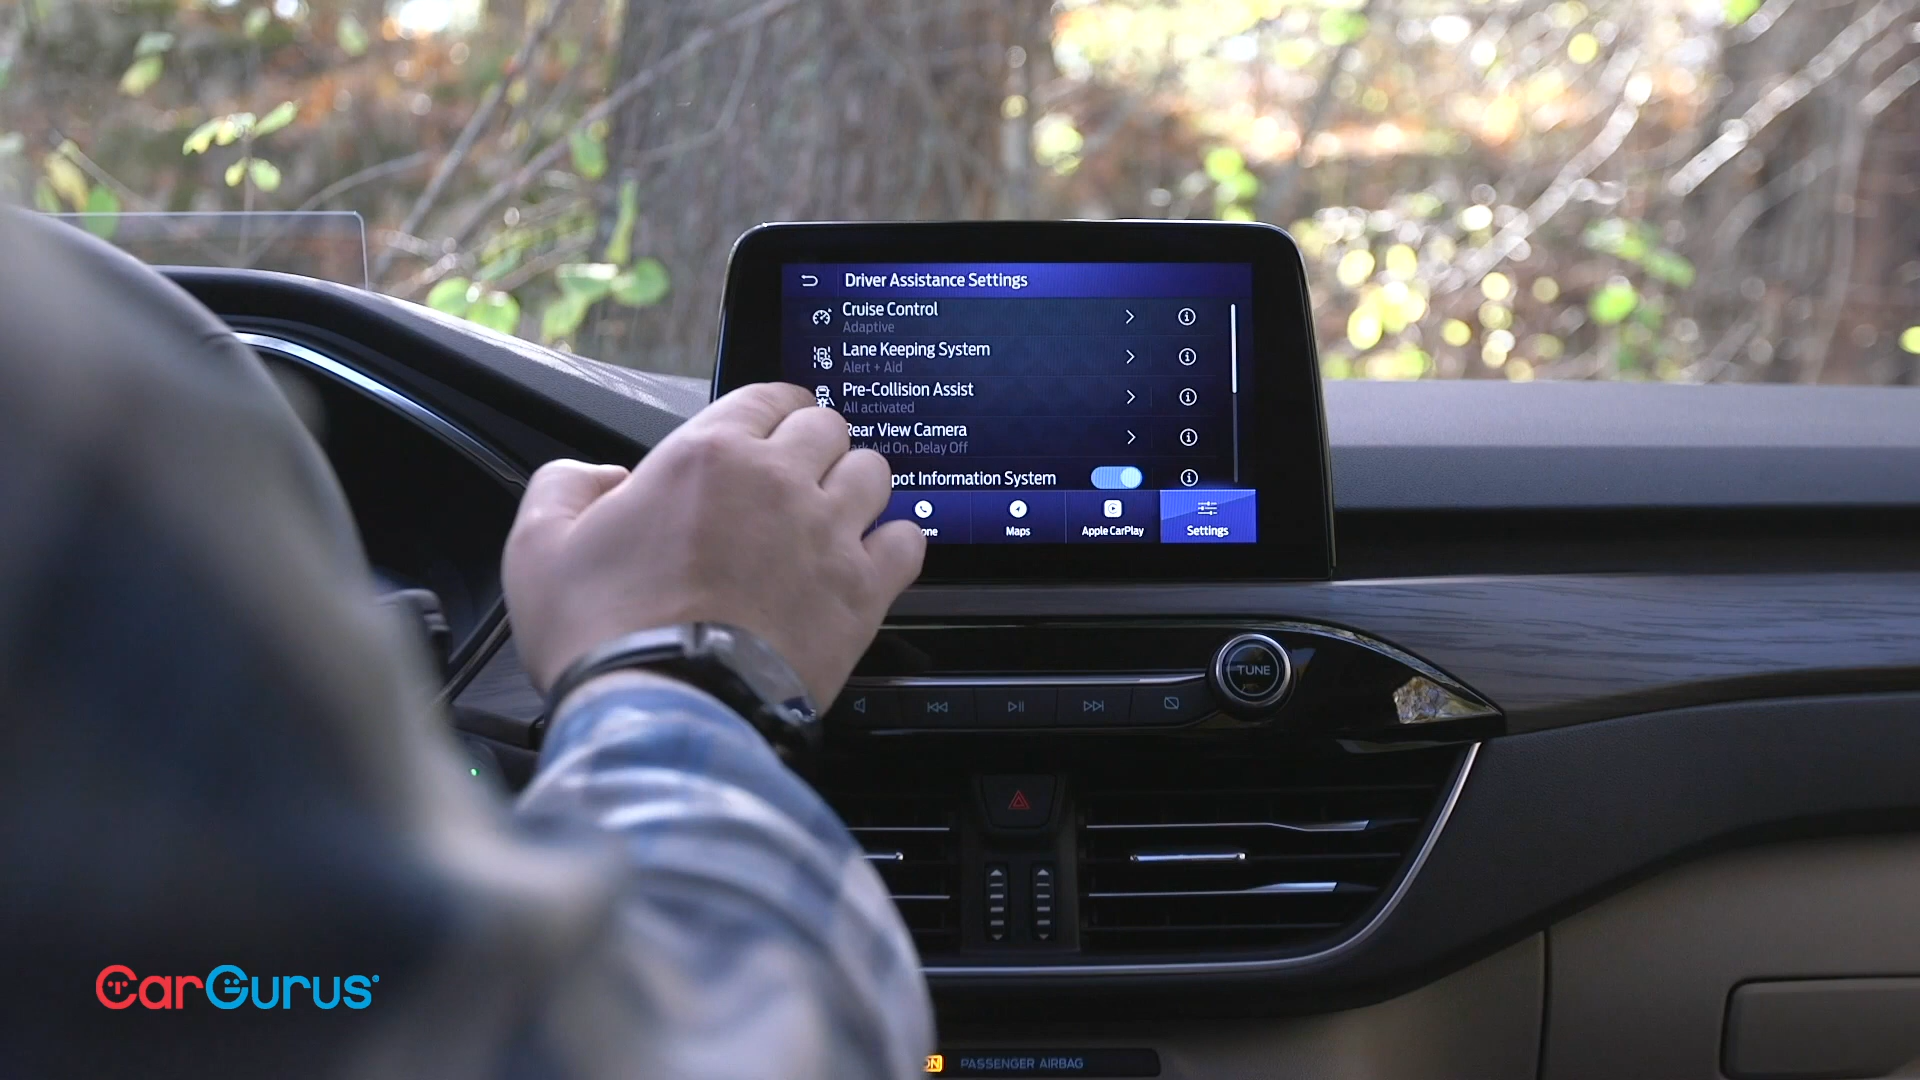 Driver Assistance Settings
Cruise Control
Adaptive
Lane Keeping System
Alert + Aid
Pre-Collision Assist
All activated
Rear View Camera
Aid On, Delay Off
Information System
Maps
Apple CarPlay
Settings
TUNE
CarGurus
ON PASSENGER AIRBAG